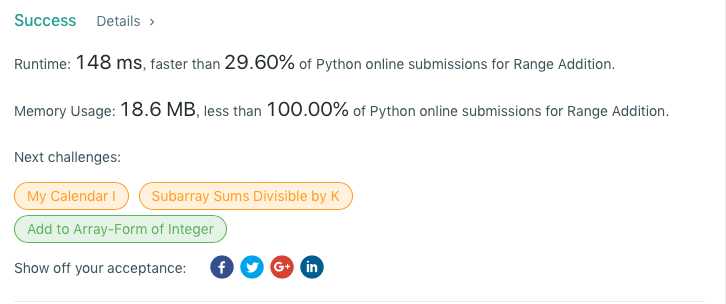 Success Details >
Runtime: 148 ms, faster than 29.60% of Python online submissions for Range Addition.
Memory Usage: 18.6 MB, less than 100.00% of Python online submissions for Range Addition.
Next challenges:
My Calendar I Subarray Sums Divisible by K
Add to Array-Form of Integer
Show off your acceptance: f G+ in